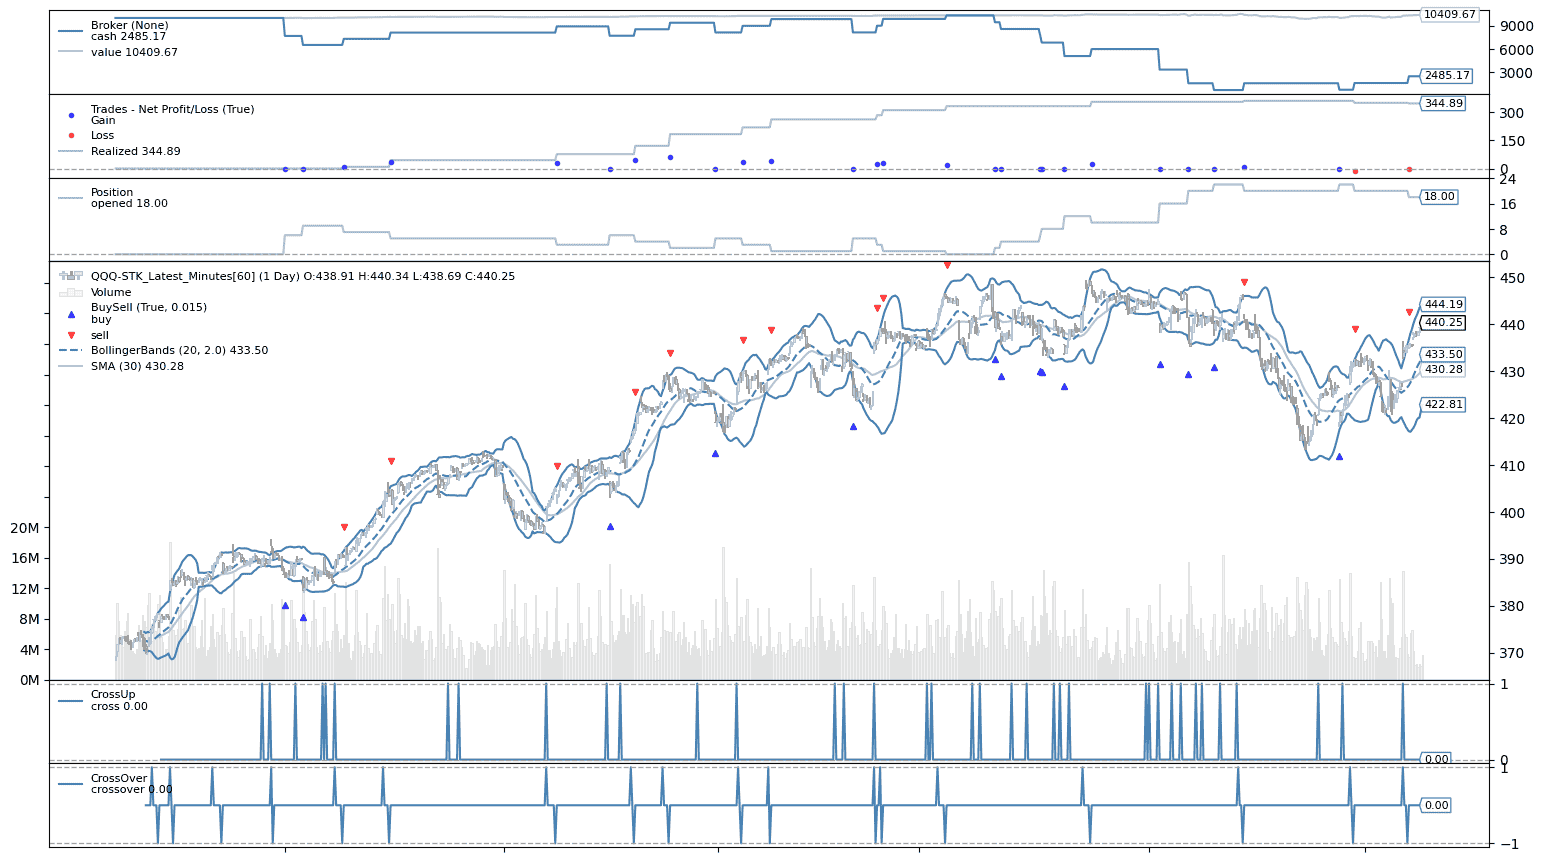 Broker (None)
cash 2485.17
value 10409.67
10409.67
9000
6000
3000
2485.17
Trades - Net Profit/Loss (True)
Gain
Loss
Realized 344.89
344.89
300
150
0
Position
opened 18.00
24
16
8
0
18.00
QQQ-STK_Latest_Minutes[60] (1 Day) O:438.91 H:440.34 L:438.69 C:440.25
Volume
BuySell (True, 0.015)
buy
sell
BollingerBands (20, 2.0) 433.50
SMA (30) 430.28
450
444.19
440
440.25
433.50
430
430.28
420
422.81
410
400
390
380
370
20M
16M
12M
8M
4M
0M
CrossUp
cross 0.00
1
0
0.00
CrossOver
crossover 0.00
1
0.00
−1